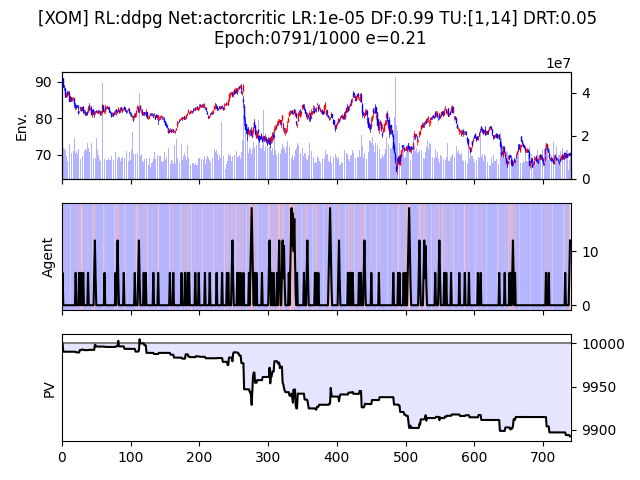 [XOM] RL:ddpg Net:actorcritic LR:1e-05 DF:0.99 TU:[1,14] DRT:0.05
Epoch:0791/1000 e=0.21
1e7
Env.
90
80
70
4
2
0
Agent
10
0
PV
10000
9950
9900
0 100 200 300 400 500 600 700